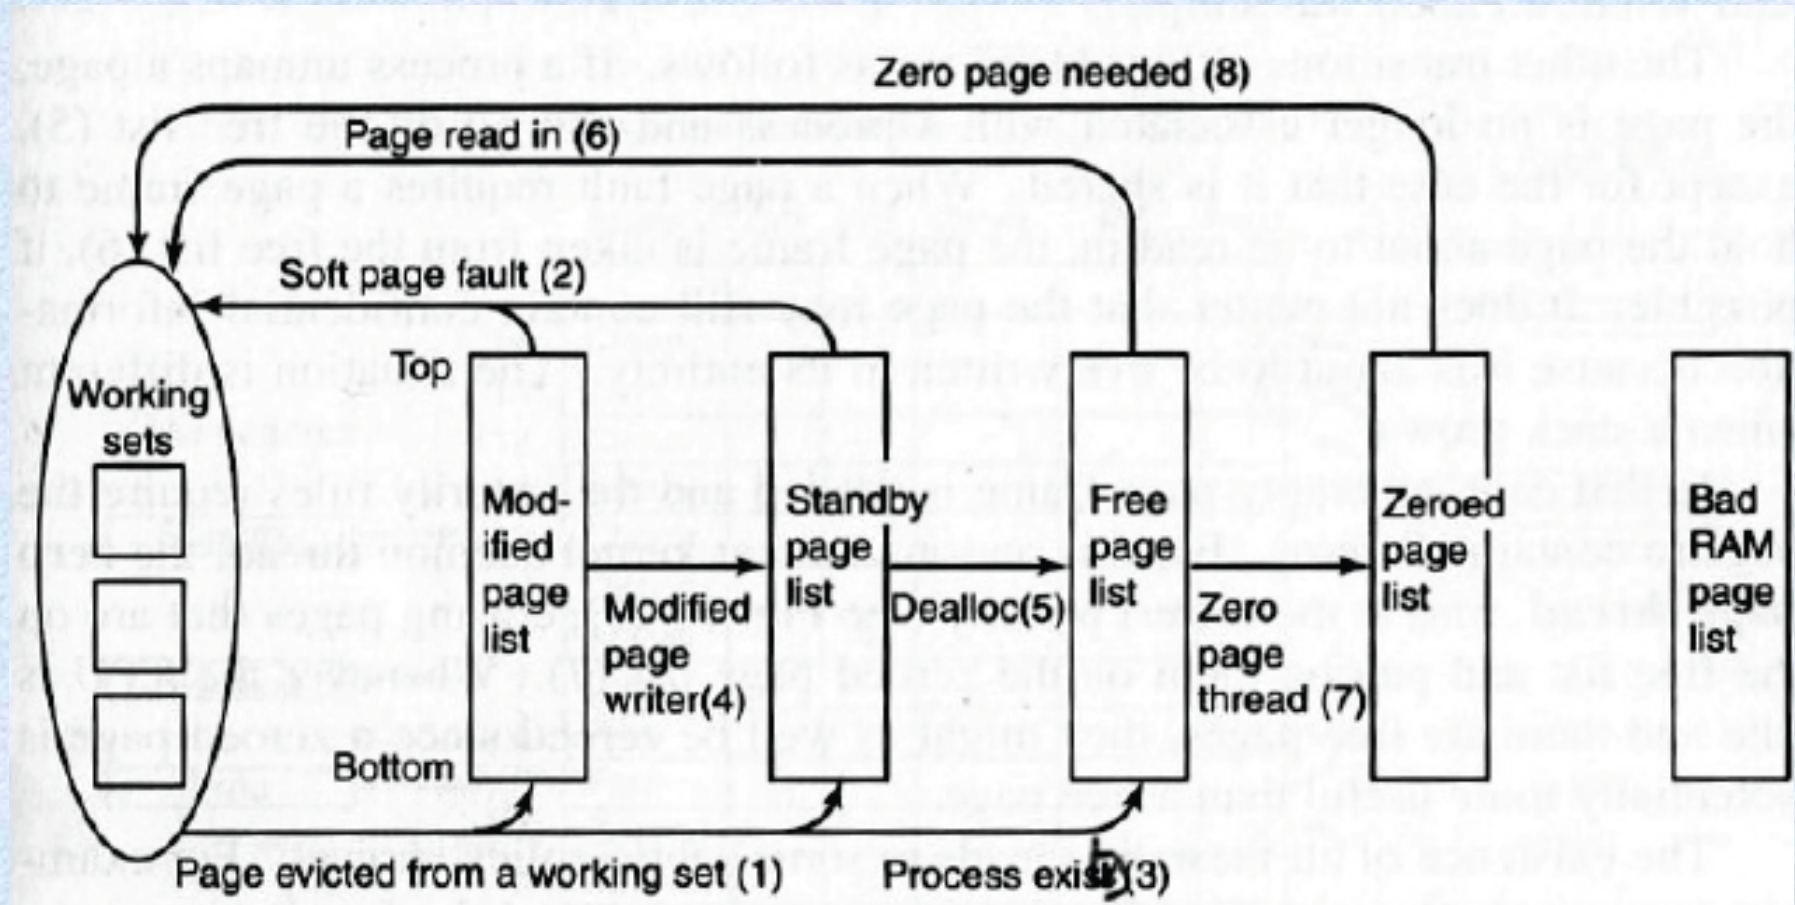 Zero page needed (8)
Page read in (6)
Soft page fault (2)
Top
Working
sets
Mod-
ified
page
list
Modified
page
writer(4)
Standby
page
list
Dealloc(5)
Free
page
list
Zero
page
thread (7)
Zeroed
page
list
Bad
RAM
page
list
Bottom
Page evicted from a working set (1)
Process (3)